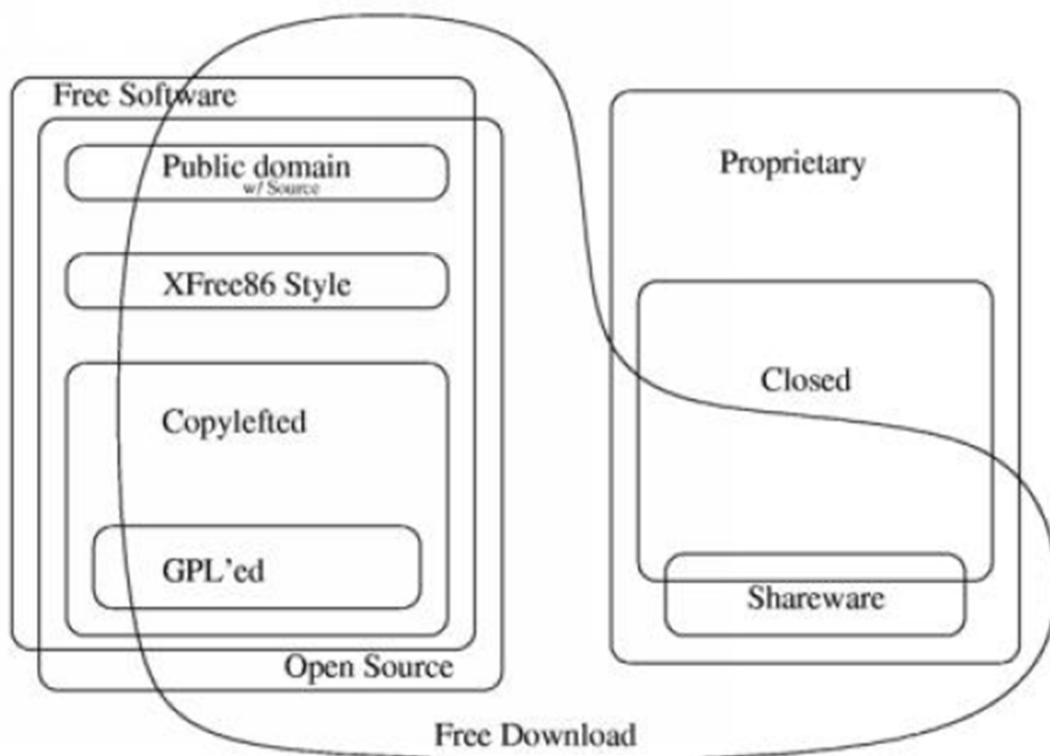 Free Software
Public domain
w/ Source
XFree86 Style
Copylefted
GPL'ed
Open Source
Proprietary
Closed
Shareware
Free Download